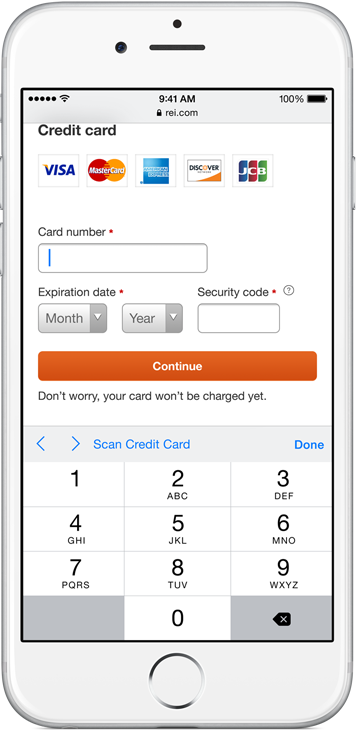 9:41 AM 100%
rei.com
Credit card
VISA MasterCard AMERICAN EXPRESS DISCOVER JCB
Card number *
Expiration date * Security code * ?
Month Year
Continue
Don't worry, your card won't be charged yet.
Scan Credit Card Done
1 2 3
ABC DEF
4 5 6
GHI JKL MNO
7 8 9
PQRS TUV WXYZ
0